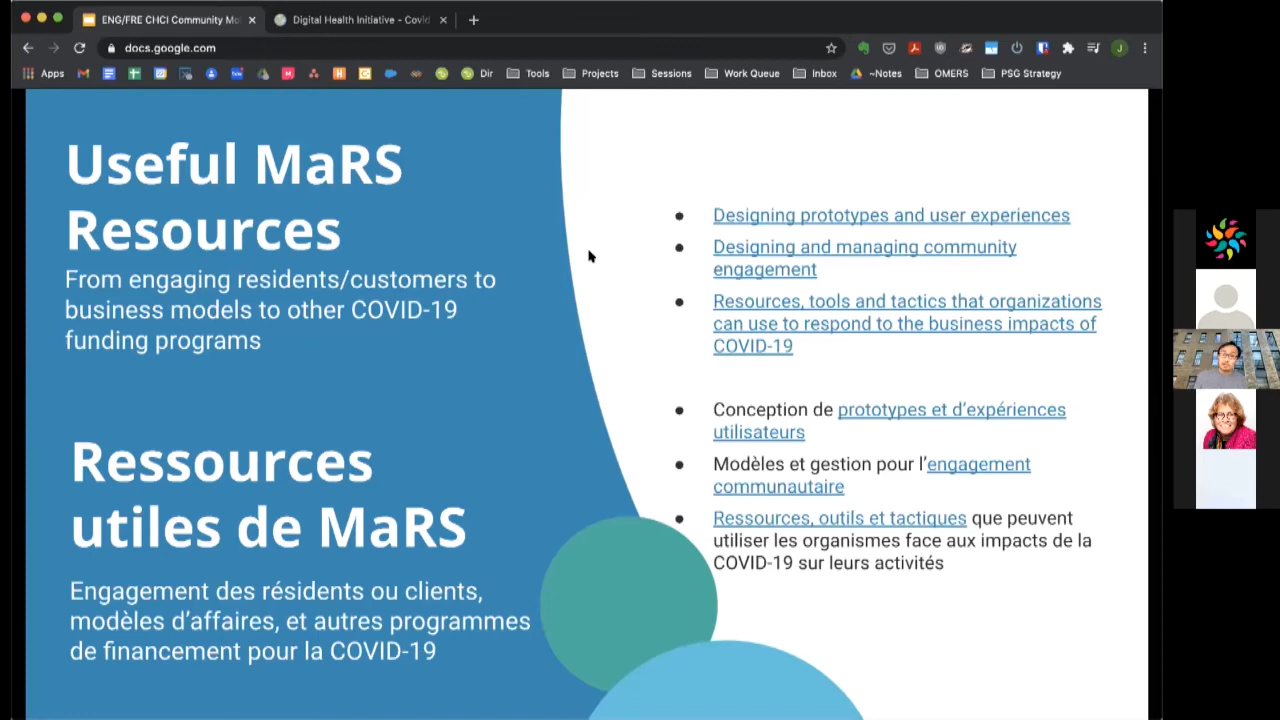 ENG/FRE CHCI Community Mo
Digital Health Initiative - Covid
docs.google.com
J
Apps
Dir
Tools
Projects
Sessions
Work Queue
Inbox
~Notes
OMERS
PSG Strategy
Useful MaRS
Resources
From engaging residents/customers to
business models to other COVID-19
funding programs
Ressources
utiles de MaRS
Engagement des résidents ou clients,
modèles d'affaires, et autres programmes
de financement pour la COVID-19
Designing prototypes and user experiences
Designing and managing community
engagement
Resources, tools and tactics that organizations
can use to respond to the business impacts of
COVID-19
Conception de prototypes et d'expériences
utilisateurs
Modèles et gestion pour l'engagement
communautaire
Ressources, outils et tactiques que peuvent
utiliser les organismes face aux impacts de la
COVID-19 sur leurs activités